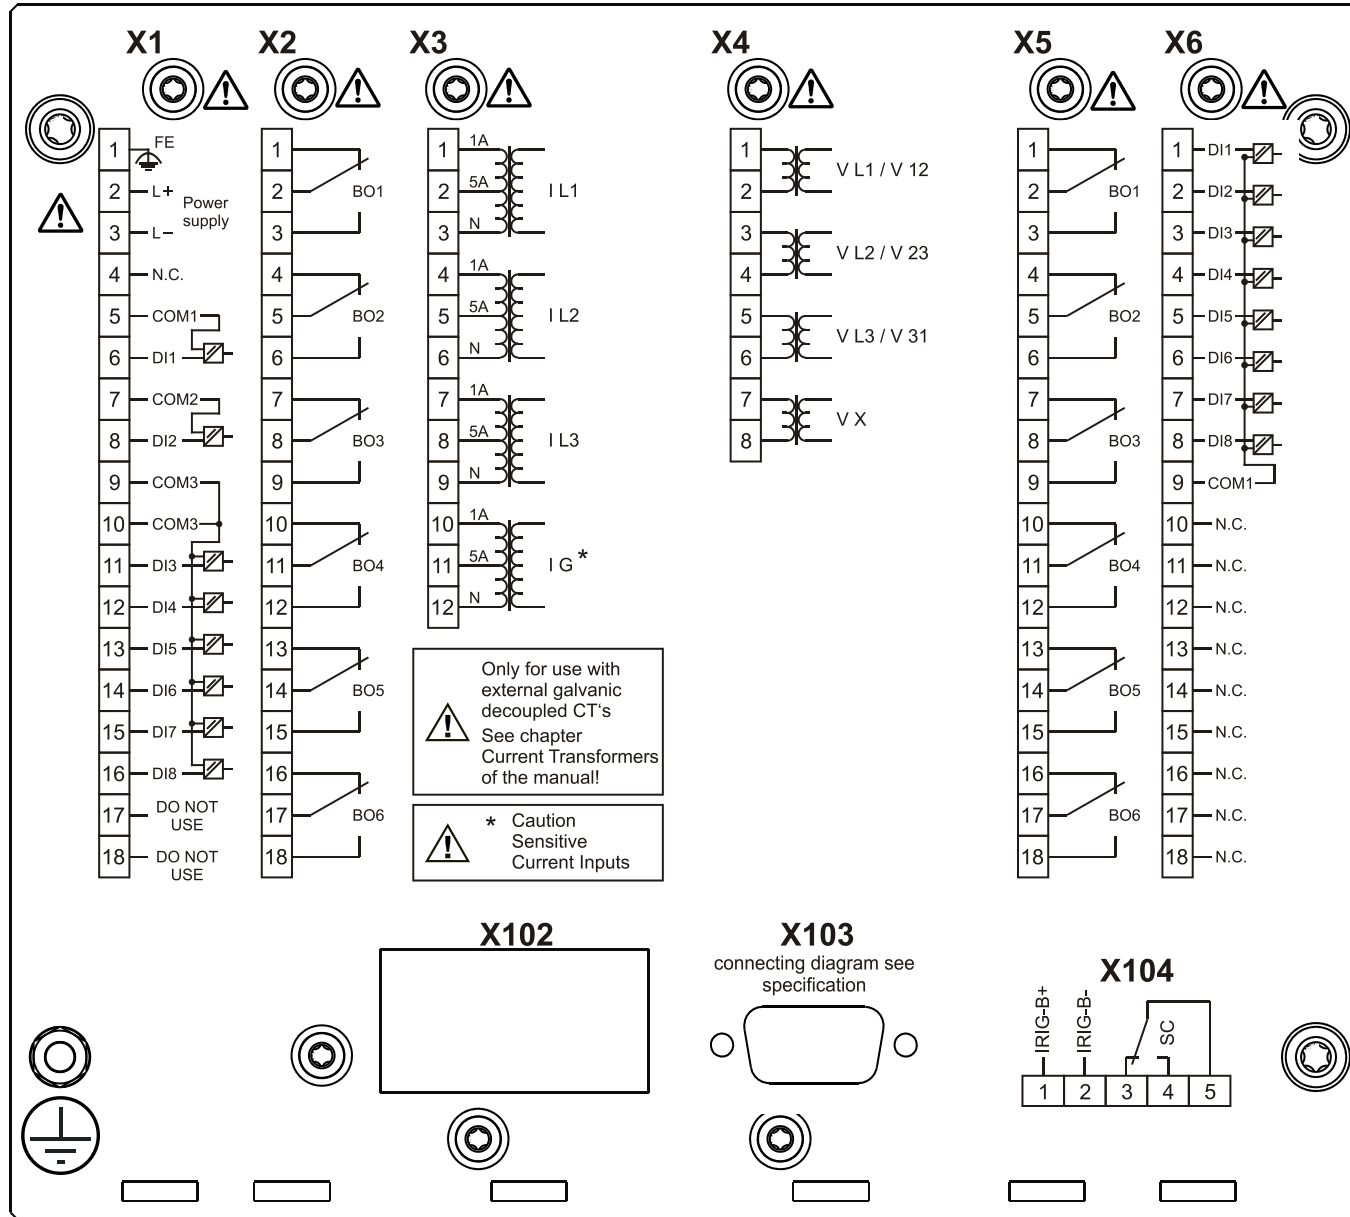 X1
X2
X3
X4
X5
X6
1 FE
2 L+
Power
supply
3 L−
4 N.C.
5 COM1
6 DI1
7 COM2
8 DI2
9 COM3
10 COM3
11 DI3
12 DI4
13 DI5
14 DI6
15 DI7
16 DI8
17 DO NOT
USE
18 DO NOT
USE
1
2 BO1
3
4
5 BO2
6
7
8 BO3
9
10
11 BO4
12
13
14 BO5
15
16
17 BO6
18
1 1A
2 5A I L1
3 N
4 1A
5 5A I L2
6 N
7 1A
8 5A I L3
9 N
10 1A
11 5A I G *
12 N
Only for use with
external galvanic
decoupled CT's
See chapter
Current Transformers
of the manual!
* Caution
Sensitive
Current Inputs
1
V L1 / V 12
2
3
V L2 / V 23
4
5
V L3 / V 31
6
7
V X
8
1
2 BO1
3
4
5 BO2
6
7
8 BO3
9
10
11 BO4
12
13
14 BO5
15
16
17 BO6
18
1 DI1
2 DI2
3 DI3
4 DI4
5 DI5
6 DI6
7 DI7
8 DI8
9 COM1
10 N.C.
11 N.C.
12 N.C.
13 N.C.
14 N.C.
15 N.C.
16 N.C.
17 N.C.
18 N.C.
X102
X103
connecting diagram see
specification
X104
IRIG-B+
IRIG-B-
SC
1 2 3 4 5